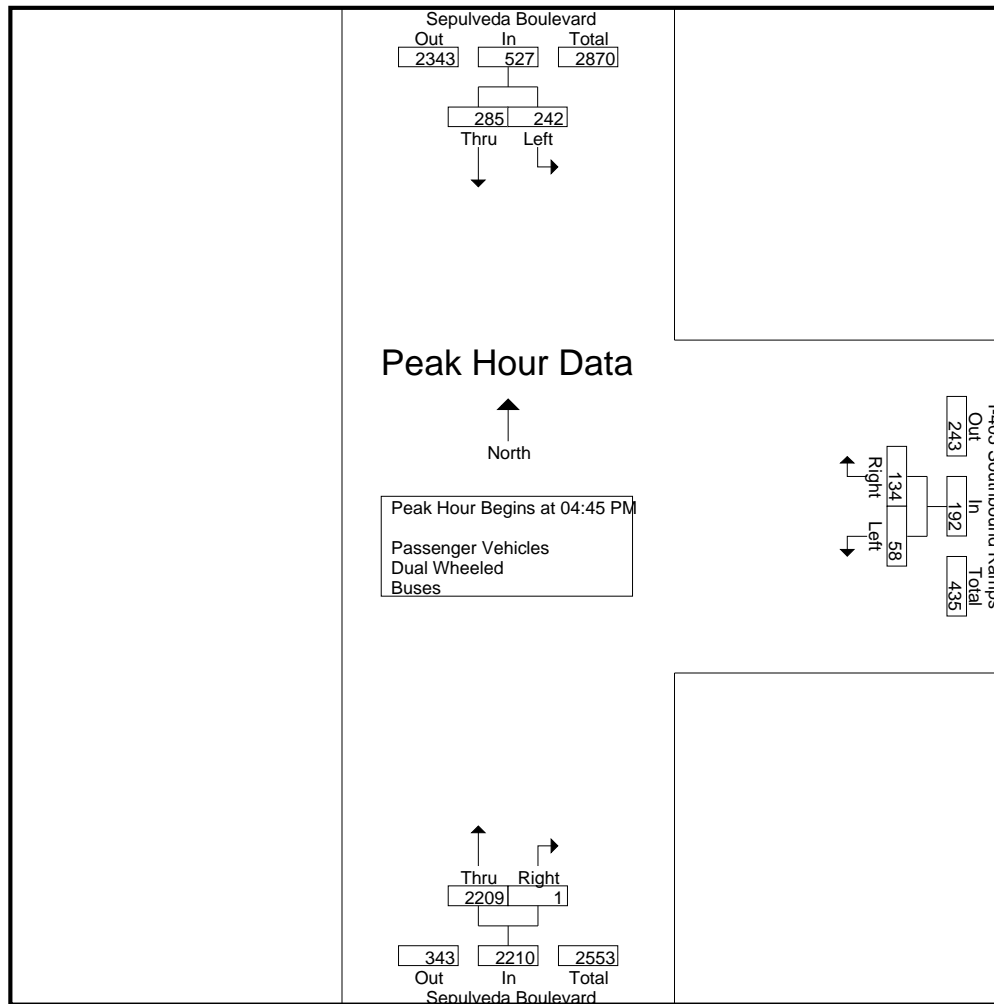 Sepulveda Boulevard
Out In Total
2343 527 2870
285 242
Thru Left
Peak Hour Data
North
Peak Hour Begins at 04:45 PM
Passenger Vehicles
Dual Wheeled
Buses
Southbound Ramps
Out In Total
243 192 435
134 58
Right Left
Thru Right
2209 1
343 2210 2553
Out In Total
Sepulveda Boulevard